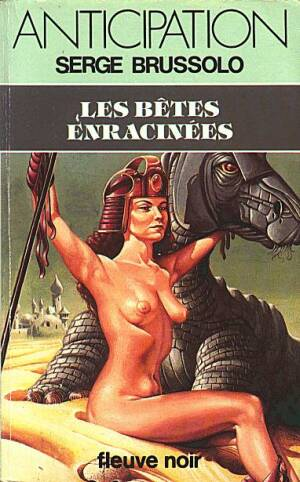 ANTICIPATION
SERGE BRUSSOLO
LES BÊTES
ENRACINÉES
fleuve noir